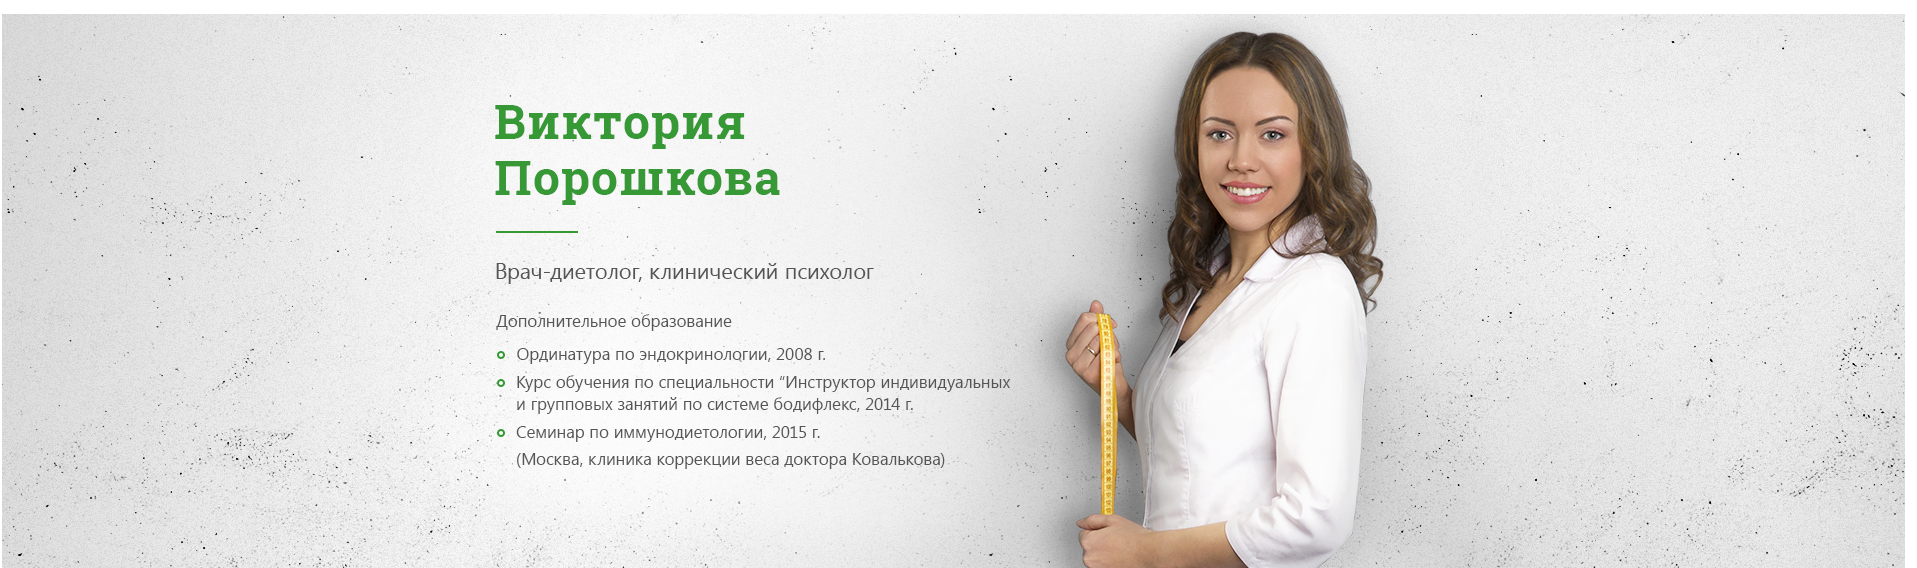 Виктория
Порошкова
Врач-диетолог, клинический психолог
Дополнительное образование
Ординатура по эндокринологии, 2008 г.
Курс обучения по специальности “Инструктор индивидуальных
и групповых занятий по системе бодифлекс, 2014 г.
Семинар по иммунодиетологии, 2015 г.
(Москва, клиника коррекции веса доктора Ковалькова)